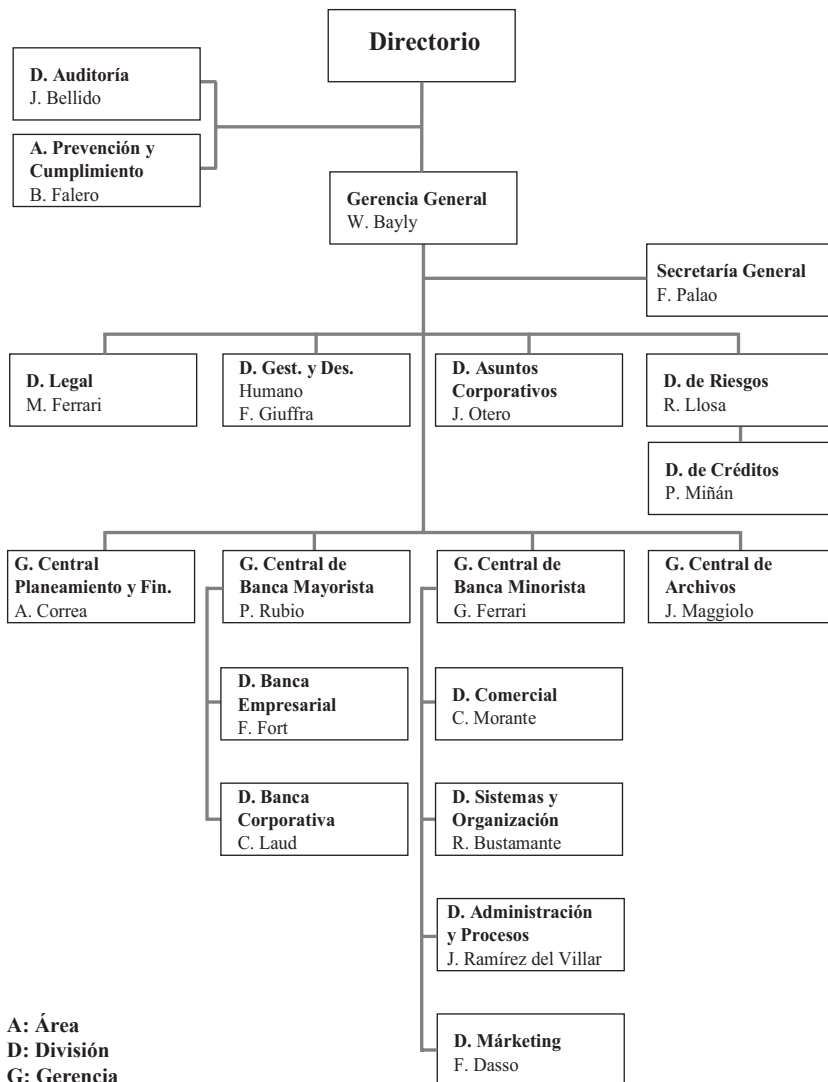 Directorio
D. Auditoría
J. Bellido
A. Prevención y
Cumplimiento
B. Falero
Gerencia General
W. Bayly
Secretaría General
F. Palao
D. Legal
M. Ferrari
D. Gest. y Des.
Humano
F. Giuffra
D. Asuntos
Corporativos
J. Otero
D. de Riesgos
R. Llosa
D. de Créditos
P. Miñán
G. Central
Planeamiento y Fin.
A. Correa
G. Central de
Banca Mayorista
P. Rubio
G. Central de
Banca Minorista
G. Ferrari
G. Central de
Archivos
J. Maggiolo
D. Banca
Empresarial
F. Fort
D. Comercial
C. Morante
D. Banca
Corporativa
C. Laud
D. Sistemas y
Organización
R. Bustamante
D. Administración
y Procesos
J. Ramírez del Villar
D. Márketing
F. Dasso
A: Área
D: División
G: Gerencia